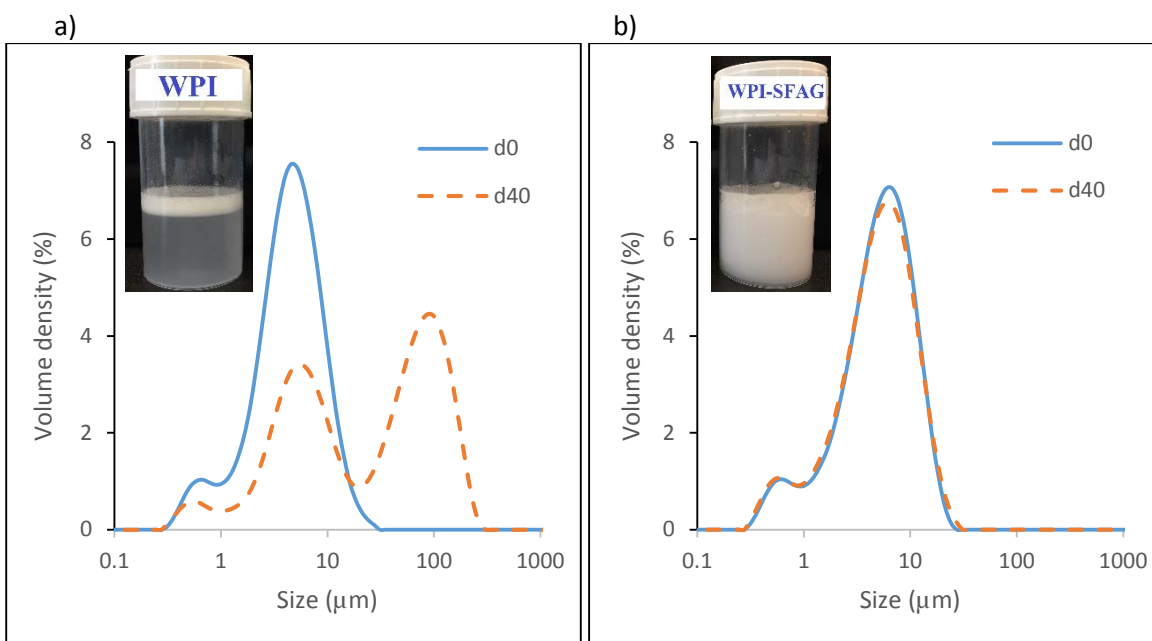 a)
WPI
d0
d40
8
6
4
2
0
Volume density (%)
0.1 1 10 100 1000
Size (μm)
b)
WPI-SFAG
d0
d40
8
6
4
2
0
Volume density (%)
0.1 1 10 100 1000
Size (μm)